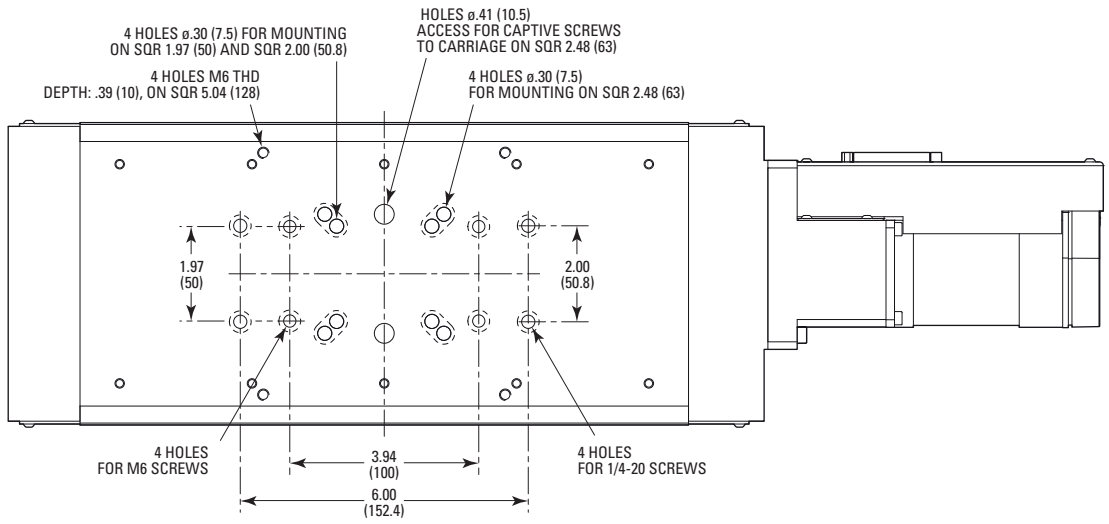 HOLES ø.41 (10.5)
ACCESS FOR CAPTIVE SCREWS
TO CARRIAGE ON SQR 2.48 (63)
4 HOLES ø.30 (7.5) FOR MOUNTING
ON SQR 1.97 (50) AND SQR 2.00 (50.8)
4 HOLES M6 THD
DEPTH: .39 (10), ON SQR 5.04 (128)
4 HOLES ø.30 (7.5)
FOR MOUNTING ON SQR 2.48 (63)
1.97
(50)
2.00
(50.8)
4 HOLES
FOR M6 SCREWS
3.94
(100)
4 HOLES
FOR 1/4-20 SCREWS
6.00
(152.4)